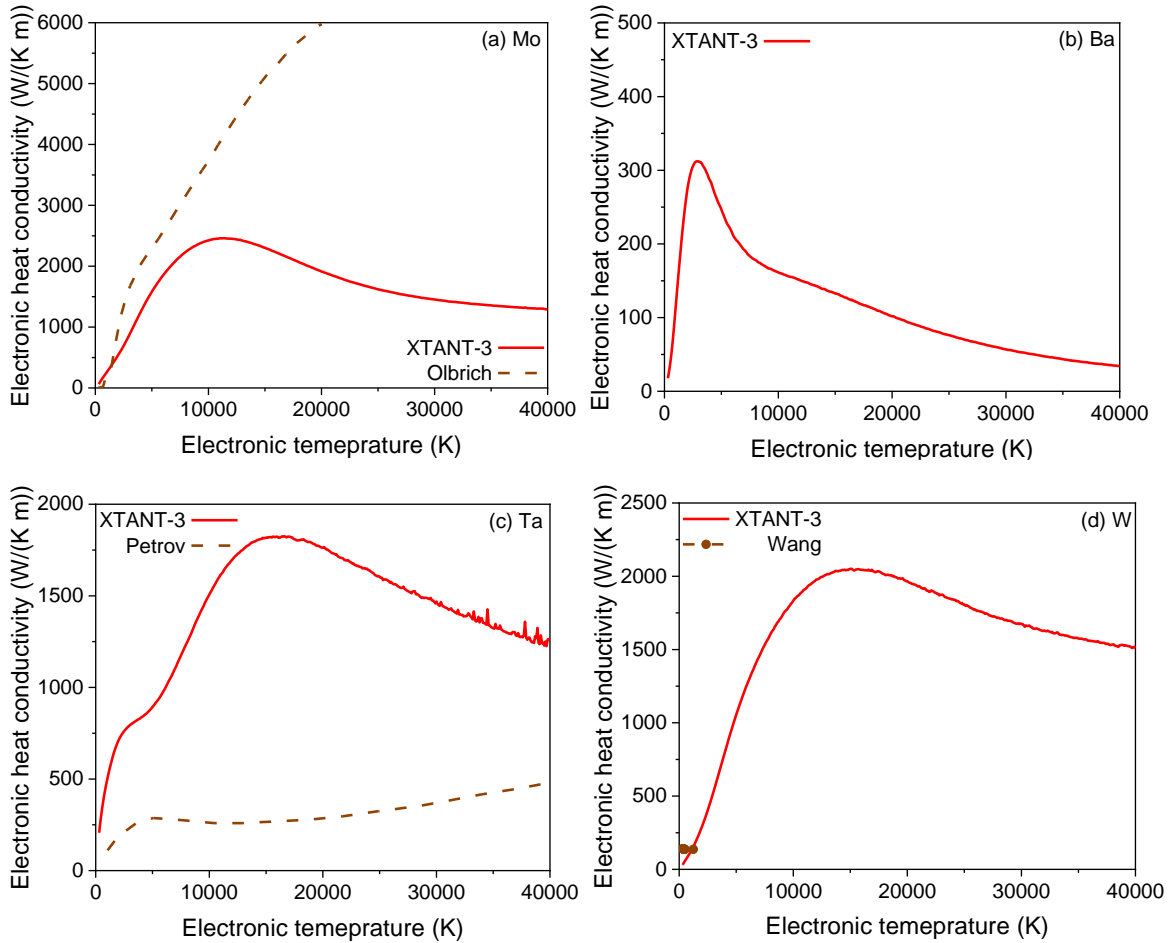 (a) Mo
Electronic heat conductivity (W/(K m))
6000
5000
4000
3000
2000
1000
0
XTANT-3
Olbrich
0 10000 20000 30000 40000
Electronic temeprature (K)
(b) Ba
XTANT-3
Electronic heat conductivity (W/(K m))
500
400
300
200
100
0
0 10000 20000 30000 40000
Electronic temeprature (K)
(c) Ta
XTANT-3
Petrov
Electronic heat conductivity (W/(K m))
2000
1500
1000
500
0
0 10000 20000 30000 40000
Electronic temeprature (K)
(d) W
XTANT-3
Wang
Electronic heat conductivity (W/(K m))
2500
2000
1500
1000
500
0
0 10000 20000 30000 40000
Electronic temeprature (K)